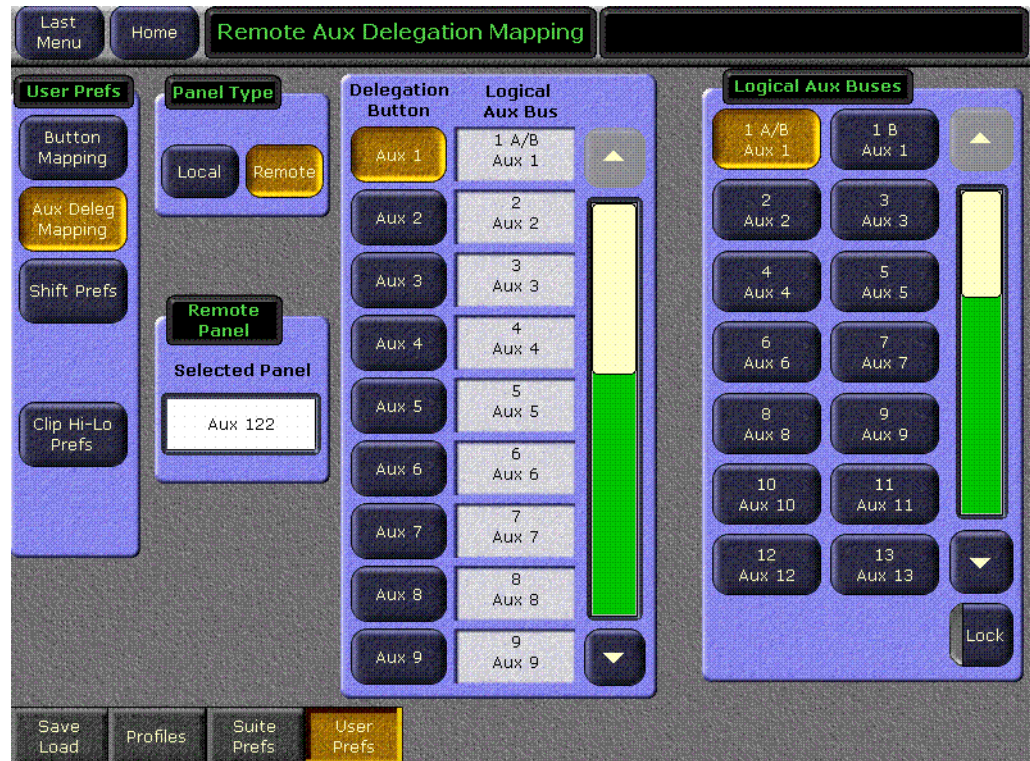 Last
Menu
Home
Remote Aux Delegation Mapping
User Prefs
Button
Mapping
Aux Deleg
Mapping
Shift Prefs
Clip Hi-Lo
Prefs
Panel Type
Local
Remote
Remote
Panel
Selected Panel
Aux 122
Delegation
Button
Logical
Aux Bus
Aux 1
1 A/B
Aux 1
Aux 2
2
Aux 2
Aux 3
3
Aux 3
Aux 4
4
Aux 4
Aux 5
5
Aux 5
Aux 6
6
Aux 6
Aux 7
7
Aux 7
Aux 8
8
Aux 8
Aux 9
9
Aux 9
Logical Aux Buses
1 A/B
Aux 1
1 B
Aux 1
2
Aux 2
3
Aux 3
4
Aux 4
5
Aux 5
6
Aux 6
7
Aux 7
8
Aux 8
9
Aux 9
10
Aux 10
11
Aux 11
12
Aux 12
13
Aux 13
Lock
Save
Load
Profiles
Suite
Prefs
User
Prefs